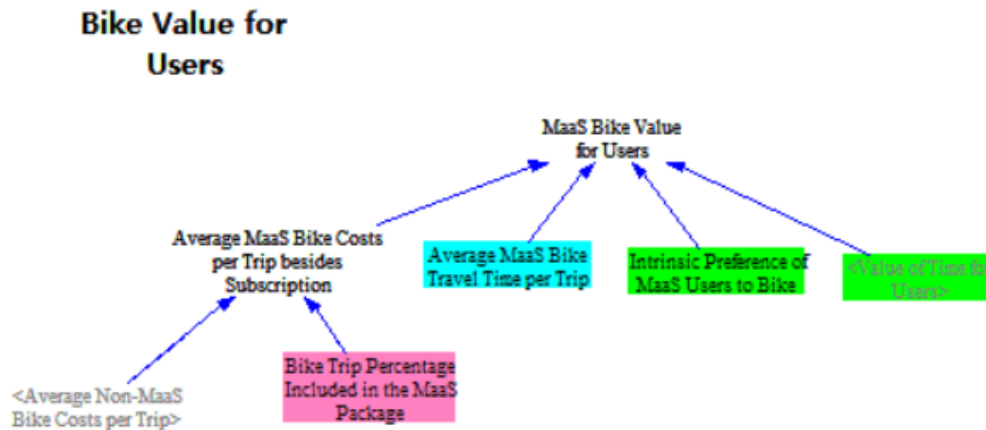 Bike Value for
Users
MaaS Bike Value
for Users
Average MaaS Bike Costs
per Trip besides
Subscription
Average MaaS Bike
Travel Time per Trip
Intrinsic Preference of
MaaS Users to Bike
<Value of Time for
Users>
<Average Non-MaaS
Bike Costs per Trip>
Bike Trip Percentage
Included in the MaaS
Package